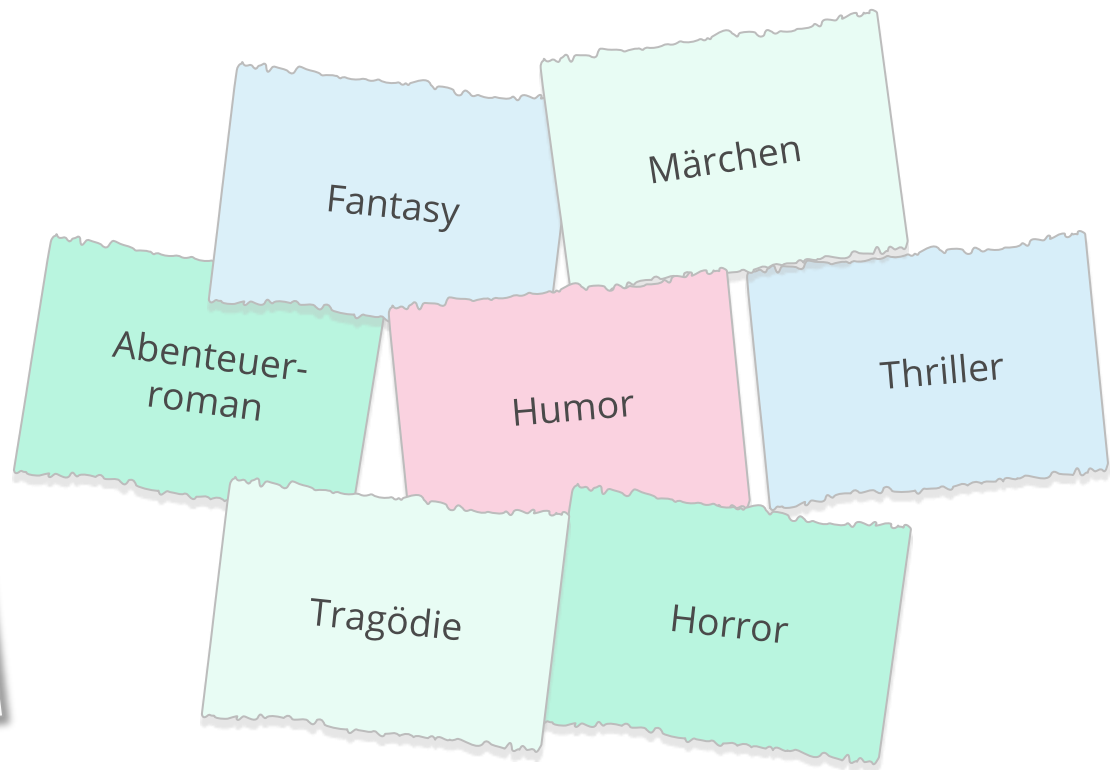 Märchen
Fantasy
Abenteuer-
roman
Humor
Thriller
Tragödie
Horror